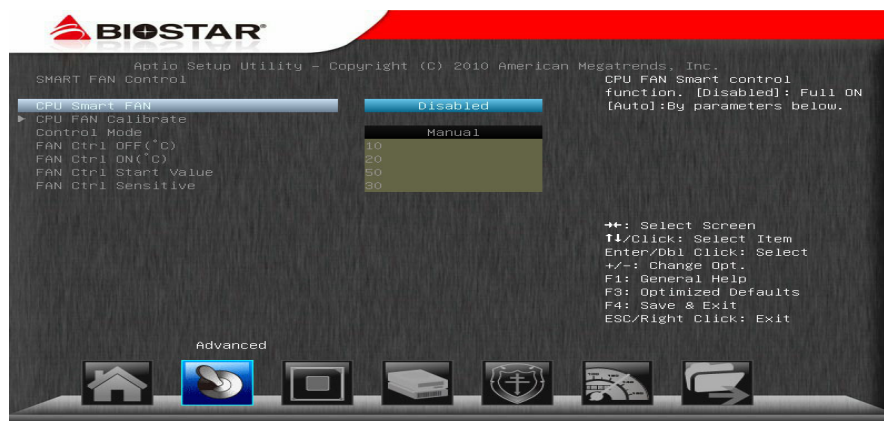 BIOSTAR®
Aptio Setup Utility – Copyright (C) 2010 American Megatrends, Inc.
SMART FAN Control
CPU Smart FAN Disabled
▶ CPU FAN Calibrate
Control Mode Manual
FAN Ctrl OFF(°C) 10
FAN Ctrl ON(°C) 20
FAN Ctrl Start Value 50
FAN Ctrl Sensitive 30
CPU FAN Smart control
function. [Disabled]: Full ON
[Auto]:By parameters below.
→←: Select Screen
↑↓/Click: Select Item
Enter/Dbl Click: Select
+/-: Change Opt.
F1: General Help
F3: Optimized Defaults
F4: Save & Exit
ESC/Right Click: Exit
Advanced